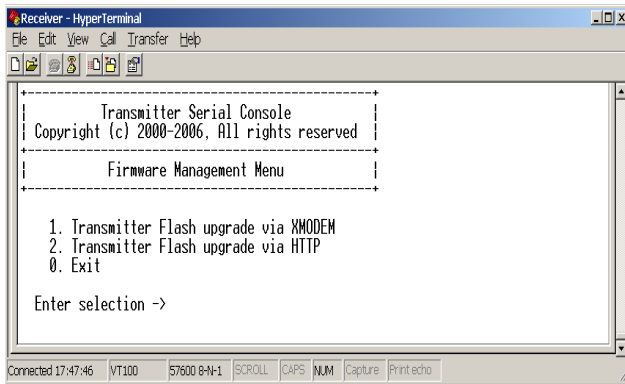 Receiver - HyperTerminal
File Edit View Call Transfer Help
Transmitter Serial Console
Copyright (c) 2000-2006, All rights reserved
Firmware Management Menu
1. Transmitter Flash upgrade via XMODEM
2. Transmitter Flash upgrade via HTTP
0. Exit
Enter selection ->
Connected 17:47:46 VT100 57600 8-N-1 SCROLL CAPS NUM Capture Print echo